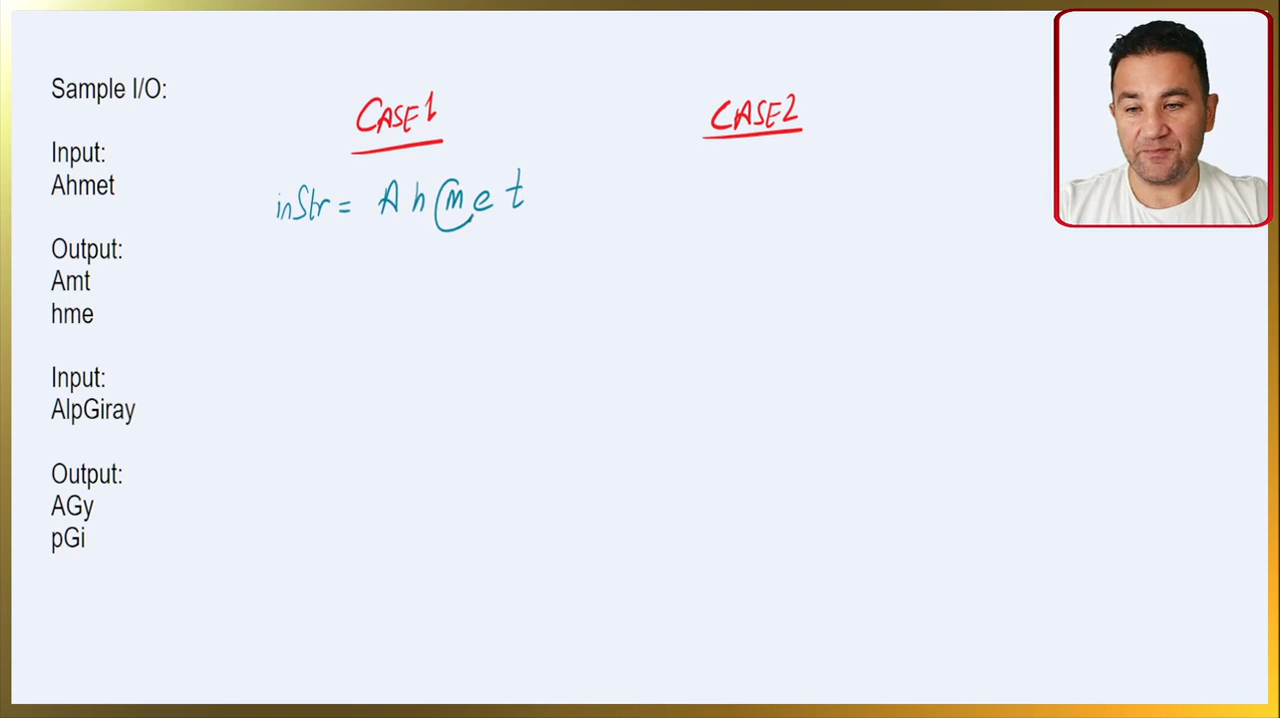 Sample I/O:
CASE1
CASE2
Input:
Ahmet
inStr = Ahmet
Output:
Amt
hme
Input:
AlpGiray
Output:
AGy
pGi